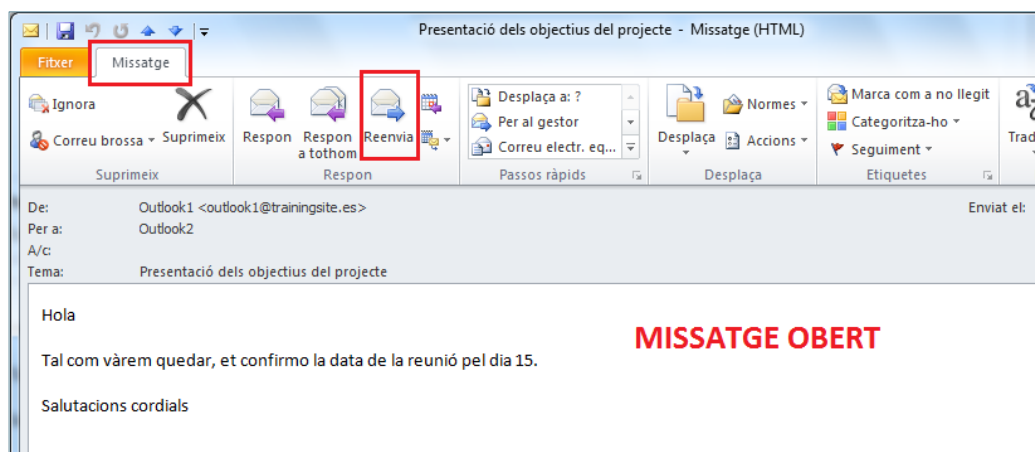 Presentació dels objectius del projecte - Missatge (HTML)
Fitxer Missatge
Ignora
Correu brossa
Suprimeix
Suprimeix
Respon
Respon a tothom
Reenvia
Respon
Desplaça a: ?
Per al gestor
Correu electr. eq...
Passos ràpids
Desplaça
Normes
Accions
Desplaça
Marca com a no llegit
Categoritza-ho
Seguiment
Etiquetes
De: Outlook1 <outlook1@trainingsite.es>
Enviat el:
Per a: Outlook2
A/c:
Tema: Presentació dels objectius del projecte
Hola
MISSATGE OBERT
Tal com vàrem quedar, et confirmo la data de la reunió pel dia 15.
Salutacions cordials